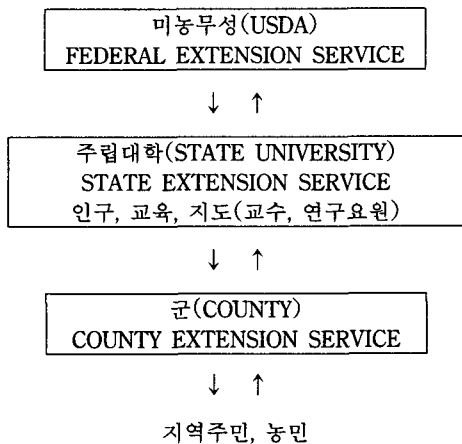 미농무성(USDA)
FEDERAL EXTENSION SERVICE
↓ ↑
주립대학(STATE UNIVERSITY)
STATE EXTENSION SERVICE
인구, 교육, 지도(교수, 연구요원)
↓ ↑
군(COUNTY)
COUNTY EXTENSION SERVICE
↓ ↑
지역주민, 농민